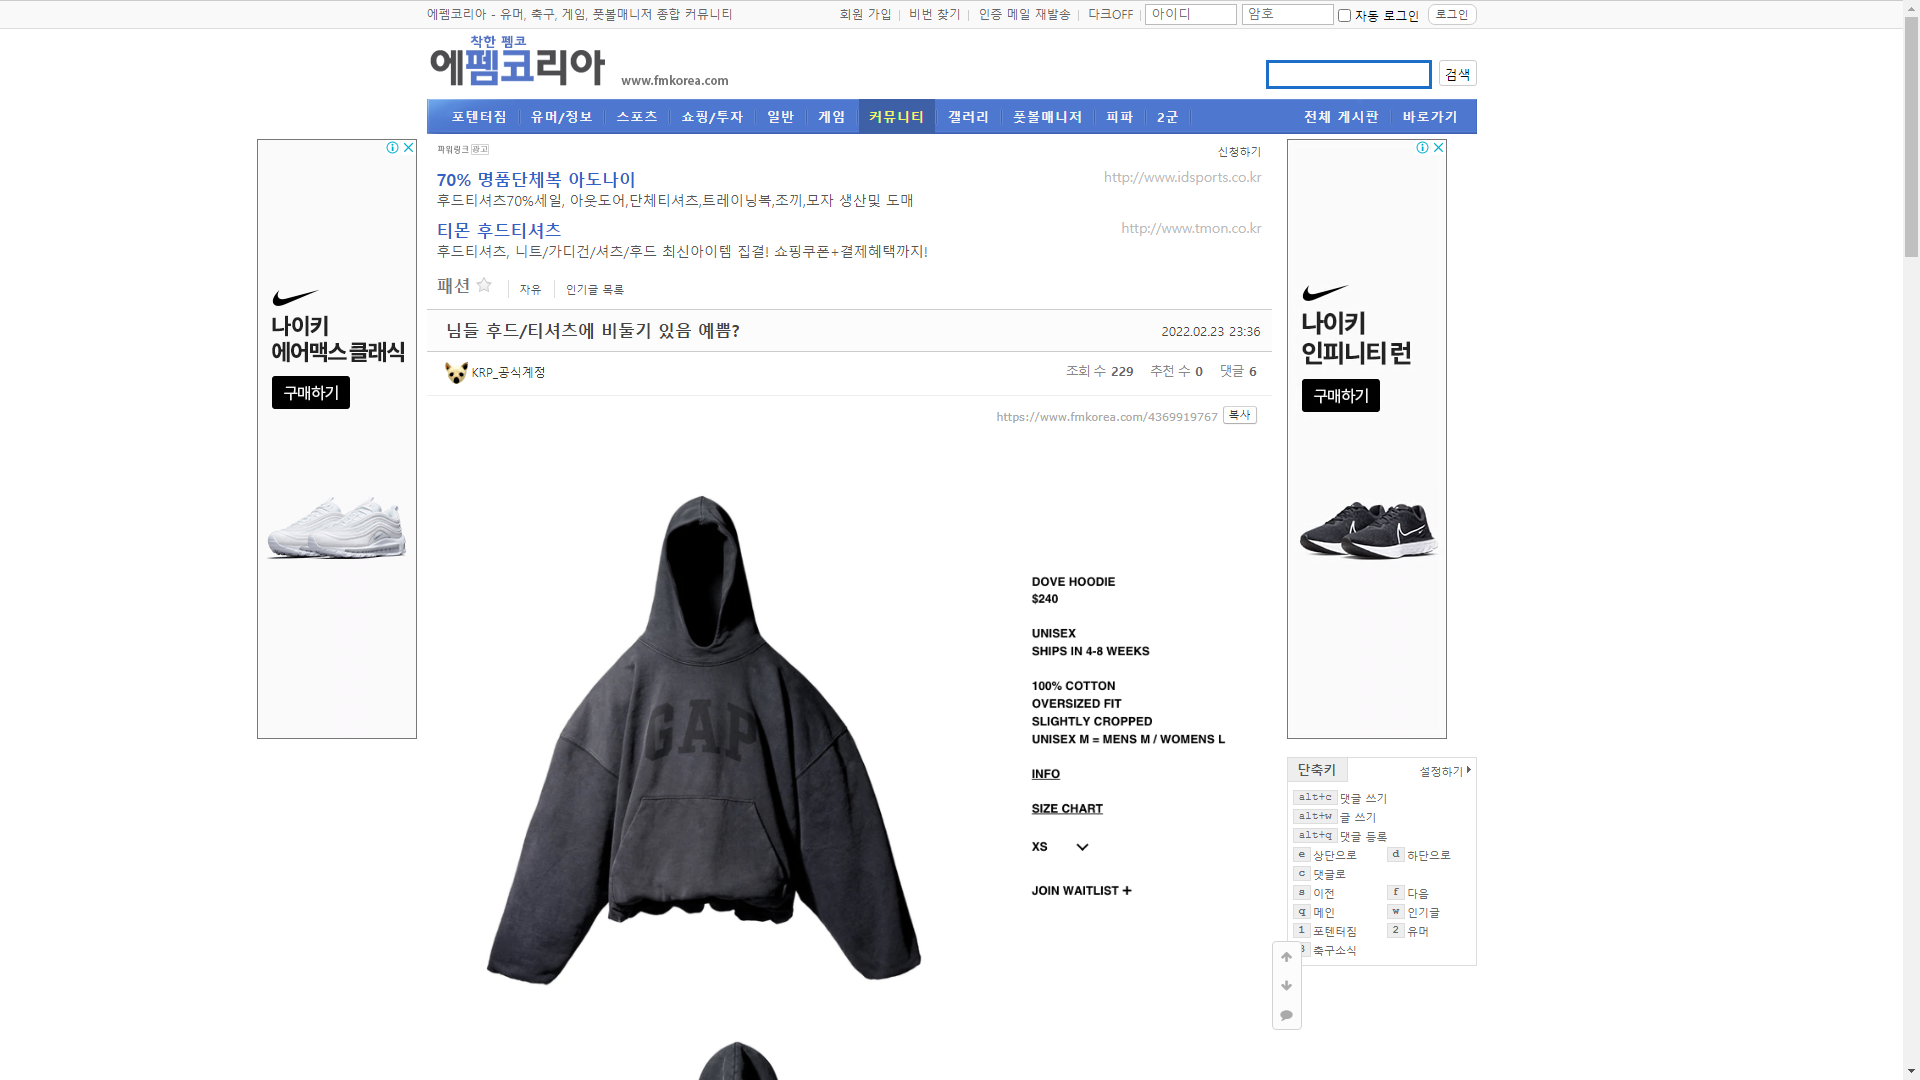 에펨코리아 - 유머, 축구, 게임, 풋볼매니저 종합 커뮤니티
회원 가입
비번 찾기
인증 메일 재발송
다크OFF
아이디
암호
자동 로그인
로그인
착한 펨코
에펨코리아
www.fmkorea.com
검색
포텐터짐
유머/정보
스포츠
쇼핑/투자
일반
게임
커뮤니티
갤러리
풋볼매니저
피파
2군
전체 게시판
바로가기
파워링크 광고
신청하기
70% 명품단체복 아도나이
http://www.idsports.co.kr
후드티셔츠70%세일, 아웃도어,단체티셔츠,트레이닝복,조끼,모자 생산및 도매
티몬 후드티셔츠
http://www.tmon.co.kr
후드티셔츠, 니트/가디건/셔츠/후드 최신아이템 집결! 쇼핑쿠폰+결제혜택까지!
패션
자유
인기글 목록
님들 후드/티셔츠에 비둘기 있음 예쁨?
2022.02.23 23:36
KRP_공식계정
조회 수 229
추천 수 0
댓글 6
https://www.fmkorea.com/4369919767
복사
나이키
에어맥스 클래식
구매하기
GAP
DOVE HOODIE
$240
UNISEX
SHIPS IN 4-8 WEEKS
100% COTTON
OVERSIZED FIT
SLIGHTLY CROPPED
UNISEX M = MENS M / WOMENS L
INFO
SIZE CHART
XS
JOIN WAITLIST +
나이키
인피니티 런
구매하기
단축키
설정하기
alt+c 댓글 쓰기
alt+w 글 쓰기
alt+q 댓글 등록
e 상단으로
d 하단으로
c 댓글로
s 이전
f 다음
q 메인
w 인기글
1 포텐터짐
2 유머
3 축구소식